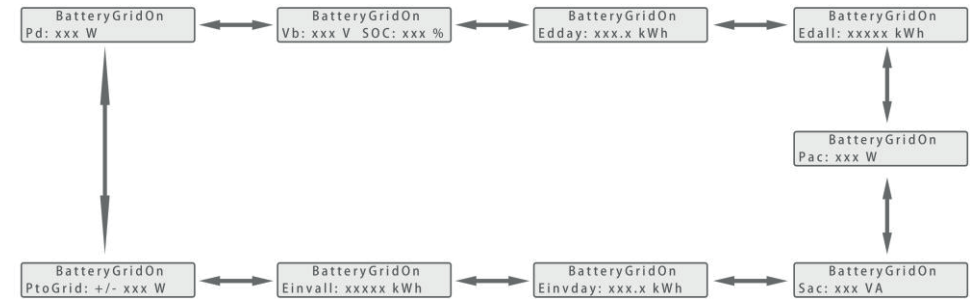 BatteryGridOn
Pd: xxx W
BatteryGridOn
Vb: xxx V SOC: xxx %
BatteryGridOn
Edday: xxx.x kWh
BatteryGridOn
Edall: xxxxx kWh
BatteryGridOn
Pac: xxx W
BatteryGridOn
PtoGrid: +/- xxx W
BatteryGridOn
Einvall: xxxxx kWh
BatteryGridOn
Einvday: xxx.x kWh
BatteryGridOn
Sac: xxx VA